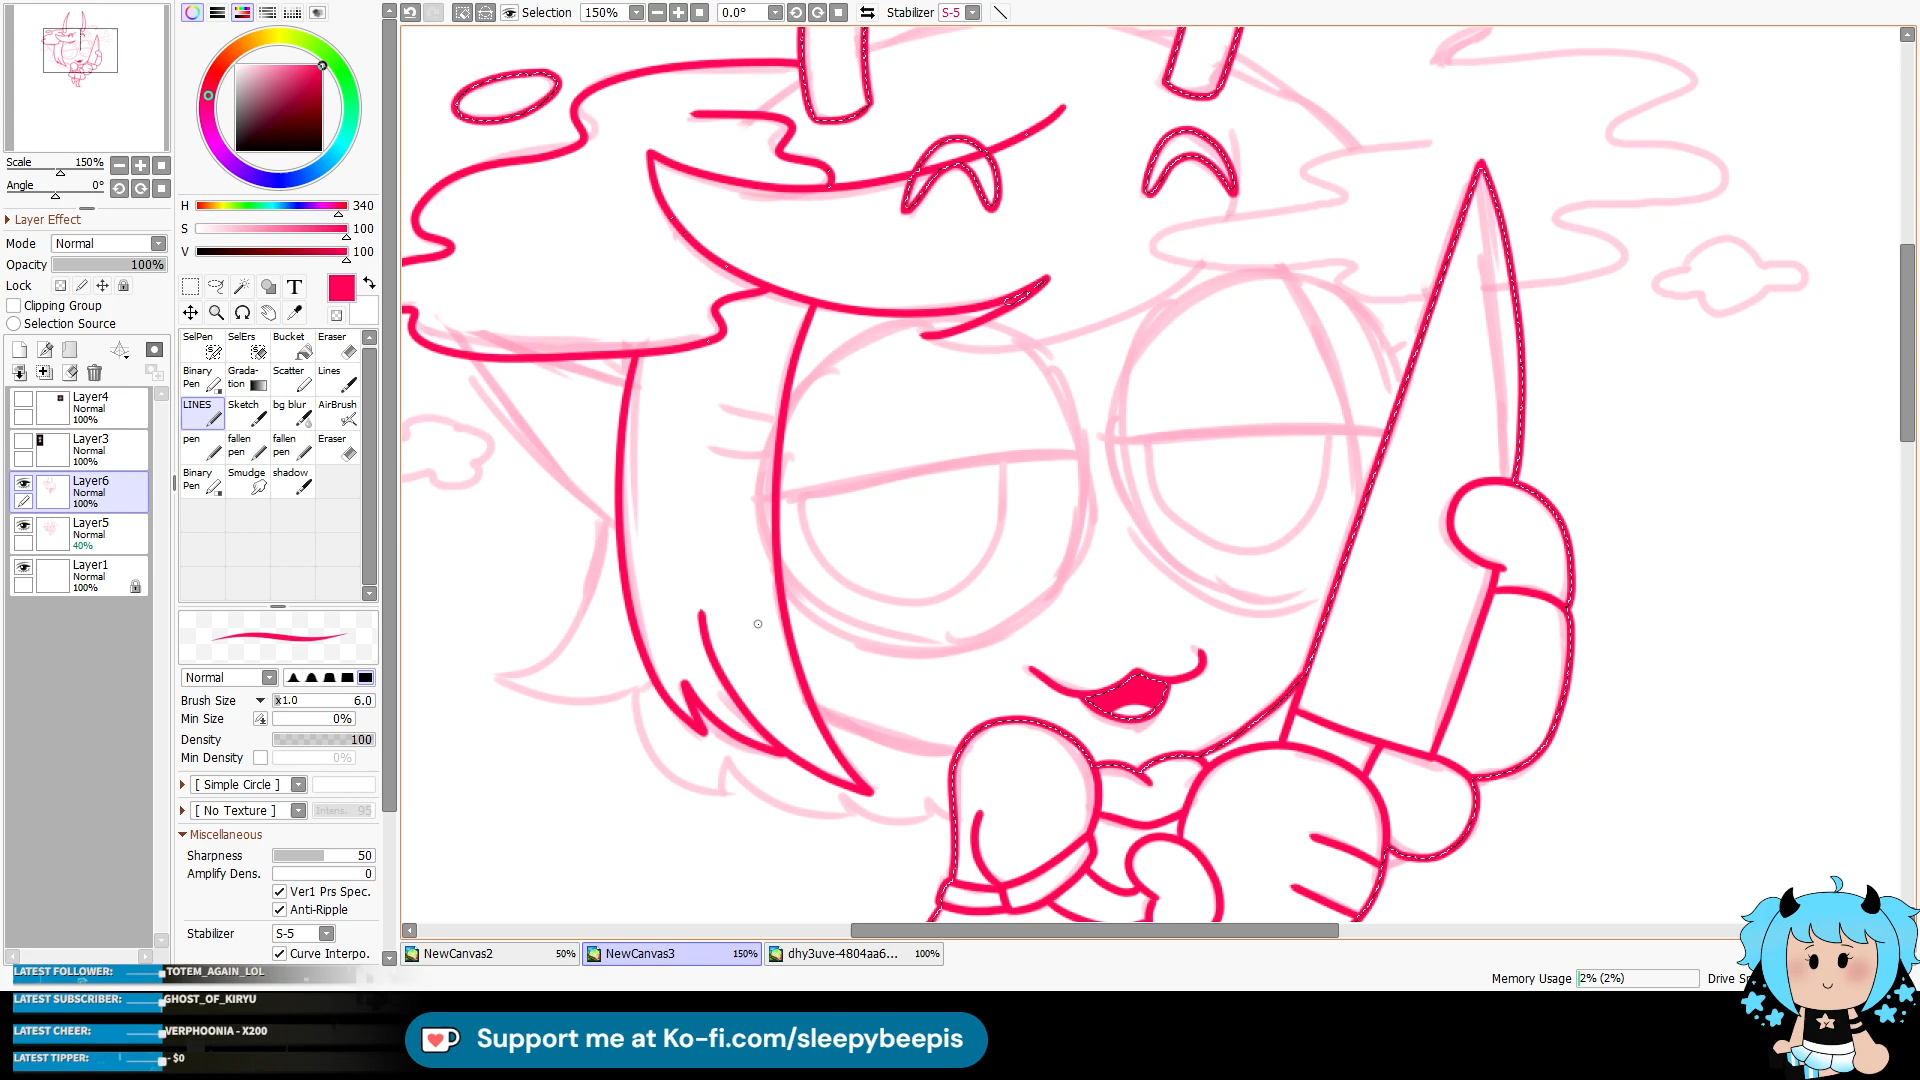 Selection 150% 0.0° Stabilizer S-5
Scale 150%
Angle 0°
Layer Effect
Mode Normal
Opacity 100%
Lock
Clipping Group
Selection Source
Layer4
Normal
100%
Layer3
Normal
100%
Layer6
Normal
100%
Layer5
Normal
40%
Layer1
Normal
100%
H 340
S 100
V 100
T
SelPen SelErs Bucket Eraser
Binary Pen Grada-tion Scatter Lines
LINES Sketch bg blur AirBrush
pen fallen pen fallen pen Eraser
Binary Pen Smudge shadow
Normal
Brush Size x1.0 6.0
Min Size 0%
Density 100
Min Density 0%
[ Simple Circle ]
[ No Texture ] Intens. 95
Miscellaneous
Sharpness 50
Amplify Dens. 0
Ver1 Prs Spec.
Anti-Ripple
Stabilizer S-5
Curve Interpo.
NewCanvas2 50% NewCanvas3 150% dhy3uve-4804aa6... 100%
Memory Usage 2% (2%) Drive
LATEST FOLLOWER: TOTEM_AGAIN_LOL
LATEST SUBSCRIBER: GHOST_OF_KIRYU
LATEST CHEER: VERPHOONIA - X200
LATEST TIPPER: - $0
Support me at Ko-fi.com/sleepybeepis